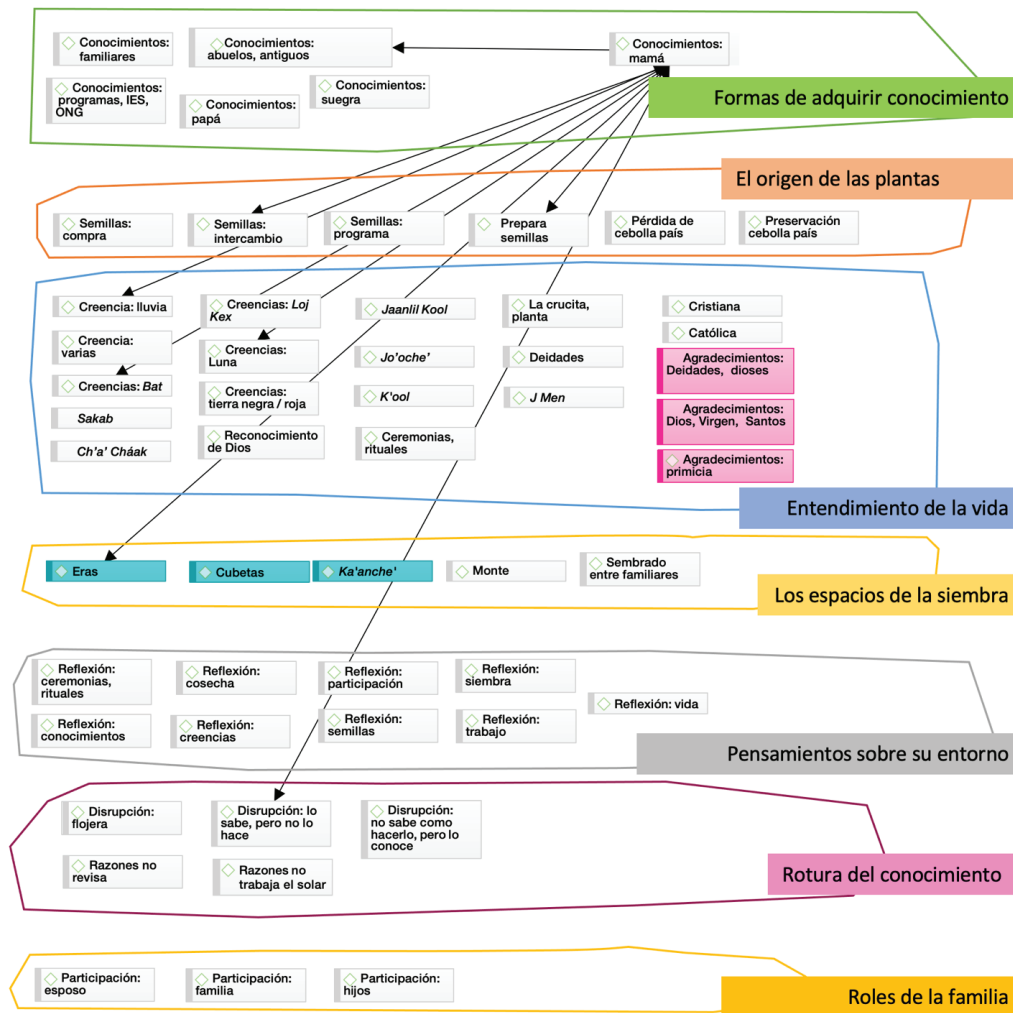 Conocimientos:
familiares
Conocimientos:
abuelos, antiguos
Conocimientos:
mamá
Conocimientos:
programas, IES,
ONG
Conocimientos:
papá
Conocimientos:
suegra
Formas de adquirir conocimiento
El origen de las plantas
Semillas:
compra
Semillas:
intercambio
Semillas:
programa
Prepara
semillas
Pérdida de
cebolla país
Preservación
cebolla país
Creencia: lluvia
Creencia:
varias
Creencias: Bat
Sakab
Ch'a' Cháak
Creencias: Loj
Kex
Creencias:
Luna
Creencias:
tierra negra / roja
Reconocimiento
de Dios
Jaanlil Kool
Jo'oche'
K'ool
Ceremonias,
rituales
La crucita,
planta
Deidades
J Men
Cristiana
Católica
Agradecimientos:
Deidades, dioses
Agradecimientos:
Dios, Virgen, Santos
Agradecimientos:
primicia
Entendimiento de la vida
Eras
Cubetas
Ka'anche'
Monte
Sembrado
entre familiares
Los espacios de la siembra
Reflexión:
ceremonias,
rituales
Reflexión:
cosecha
Reflexión:
participación
Reflexión:
siembra
Reflexión: vida
Reflexión:
conocimientos
Reflexión:
creencias
Reflexión:
semillas
Reflexión:
trabajo
Pensamientos sobre su entorno
Disrupción:
flojera
Disrupción: lo
sabe, pero no lo
hace
Disrupción:
no sabe como
hacerlo, pero lo
conoce
Razones no
revisa
Razones no
trabaja el solar
Rotura del conocimiento
Participación:
esposo
Participación:
familia
Participación:
hijos
Roles de la familia